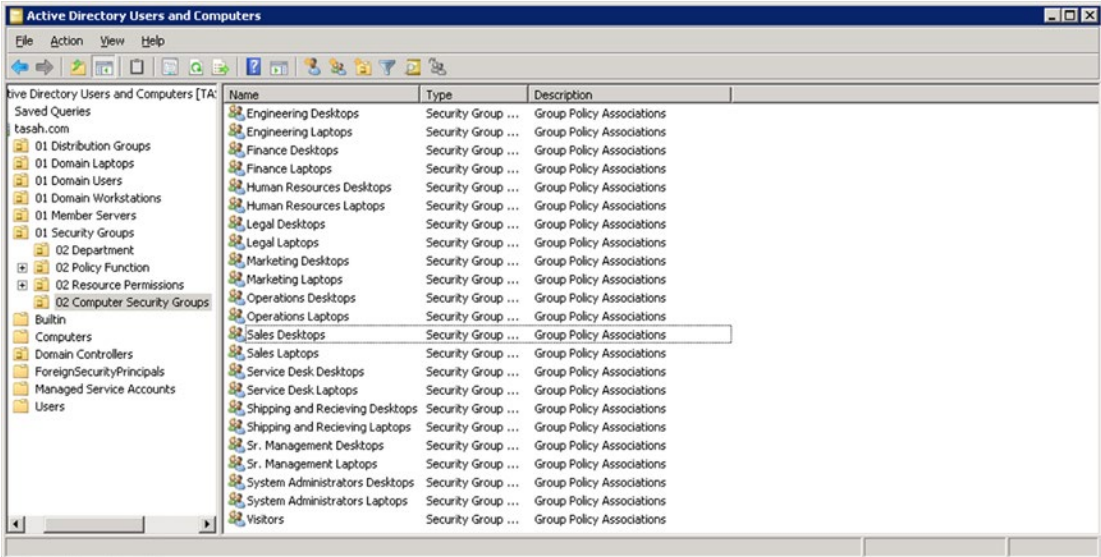 Active Directory Users and Computers
File Action View Help
tive Directory Users and Computers [TA
Saved Queries
tasah.com
01 Distribution Groups
01 Domain Laptops
01 Domain Users
01 Domain Workstations
01 Member Servers
01 Security Groups
02 Department
02 Policy Function
02 Resource Permissions
02 Computer Security Groups
Builtin
Computers
Domain Controllers
ForeignSecurityPrincipals
Managed Service Accounts
Users
Name Type Description
Engineering Desktops Security Group ... Group Policy Associations
Engineering Laptops Security Group ... Group Policy Associations
Finance Desktops Security Group ... Group Policy Associations
Finance Laptops Security Group ... Group Policy Associations
Human Resources Desktops Security Group ... Group Policy Associations
Human Resources Laptops Security Group ... Group Policy Associations
Legal Desktops Security Group ... Group Policy Associations
Legal Laptops Security Group ... Group Policy Associations
Marketing Desktops Security Group ... Group Policy Associations
Marketing Laptops Security Group ... Group Policy Associations
Operations Desktops Security Group ... Group Policy Associations
Operations Laptops Security Group ... Group Policy Associations
Sales Desktops Security Group ... Group Policy Associations
Sales Laptops Security Group ... Group Policy Associations
Service Desk Desktops Security Group ... Group Policy Associations
Service Desk Laptops Security Group ... Group Policy Associations
Shipping and Recieving Desktops Security Group ... Group Policy Associations
Shipping and Recieving Laptops Security Group ... Group Policy Associations
Sr. Management Desktops Security Group ... Group Policy Associations
Sr. Management Laptops Security Group ... Group Policy Associations
System Administrators Desktops Security Group ... Group Policy Associations
System Administrators Laptops Security Group ... Group Policy Associations
Visitors Security Group ... Group Policy Associations